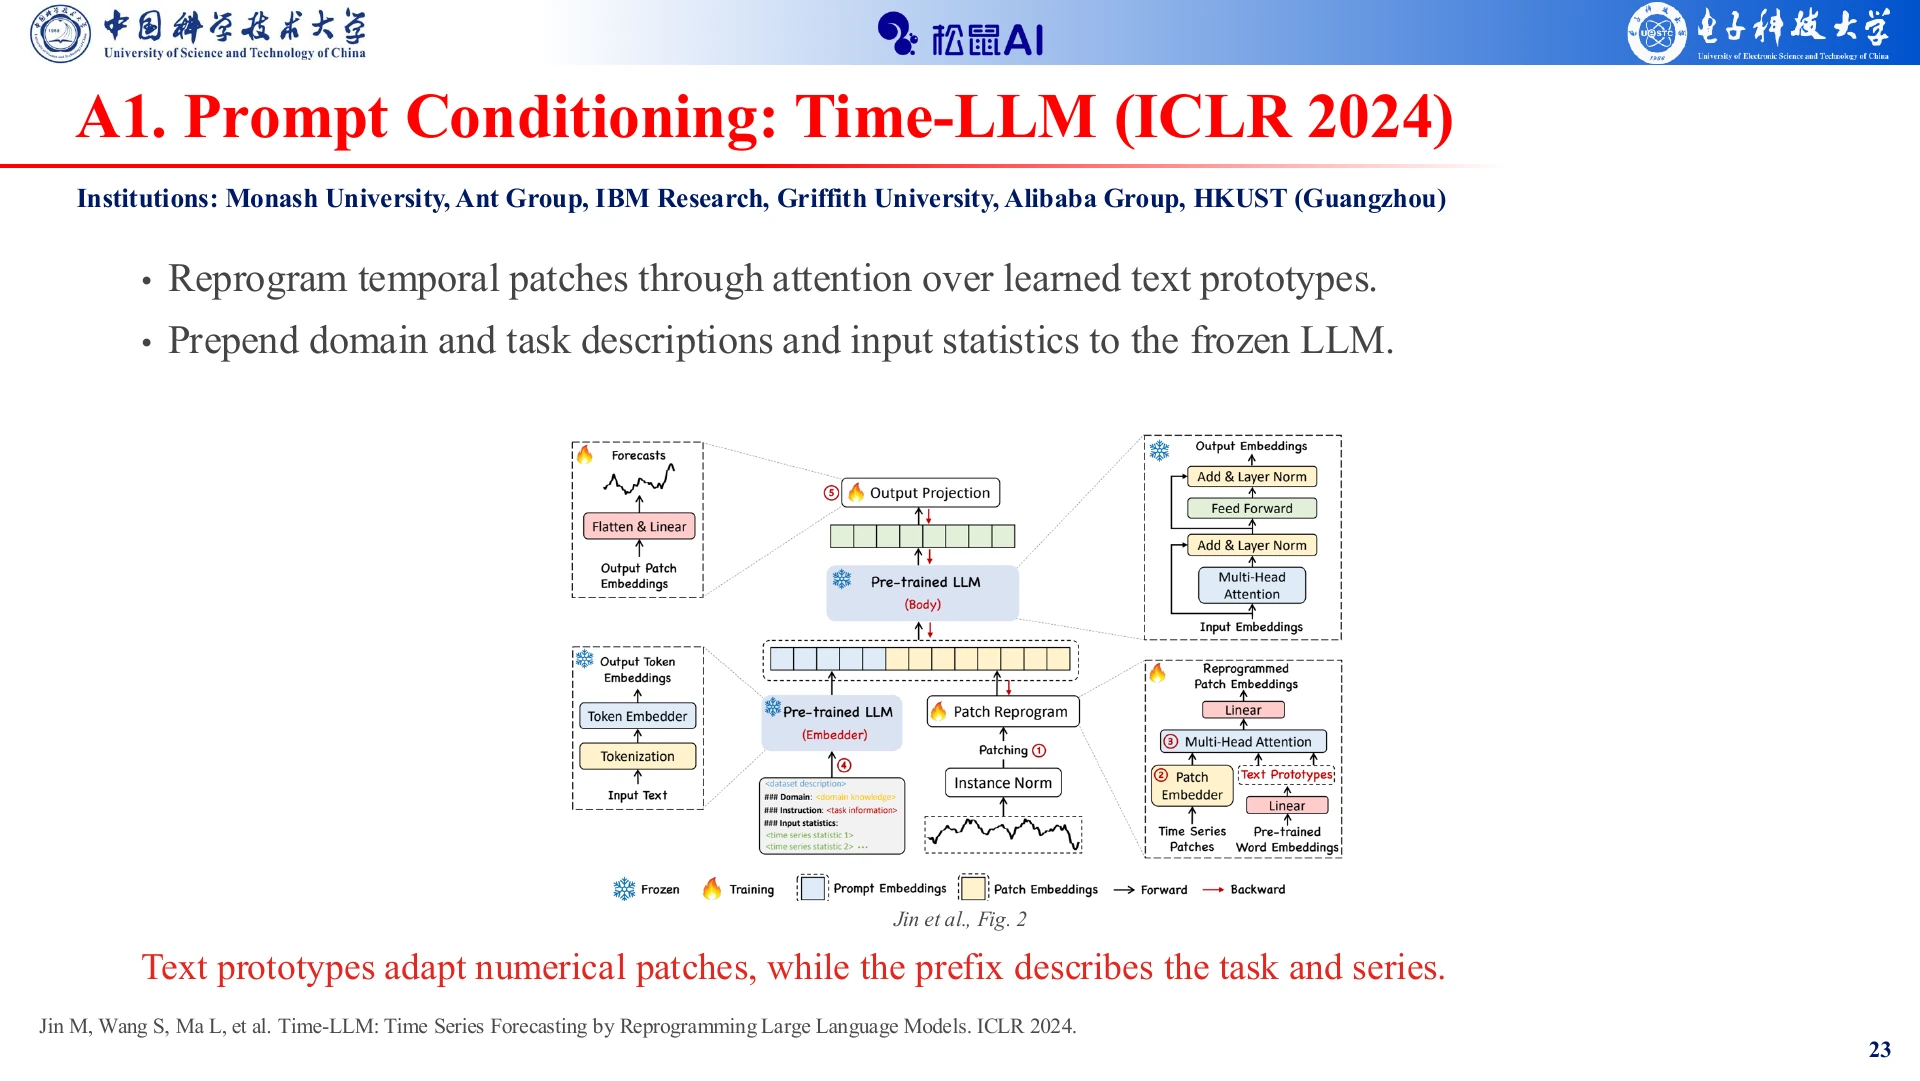 中国科学技术大学
University of Science and Technology of China
松鼠AI
电子科技大学
University of Electronic Science and Technology of China
A1. Prompt Conditioning: Time-LLM (ICLR 2024)
Institutions: Monash University, Ant Group, IBM Research, Griffith University, Alibaba Group, HKUST (Guangzhou)
• Reprogram temporal patches through attention over learned text prototypes.
• Prepend domain and task descriptions and input statistics to the frozen LLM.
Forecasts
Flatten & Linear
Output Patch
Embeddings
⑤ Output Projection
Pre-trained LLM
(Body)
Output Embeddings
Add & Layer Norm
Feed Forward
Add & Layer Norm
Multi-Head
Attention
Input Embeddings
Output Token
Embeddings
Token Embedder
Tokenization
Input Text
Pre-trained LLM
(Embedder)
④
<dataset description>
### Domain: <domain knowledge>
### Instruction: <task information>
### Input statistics:
<time series statistic 1>
<time series statistic 2> ...
Patch Reprogram
Patching ①
Instance Norm
Reprogrammed
Patch Embeddings
Linear
③ Multi-Head Attention
② Patch
Embedder
Text Prototypes
Linear
Time Series
Patches
Pre-trained
Word Embeddings
Frozen
Training
Prompt Embeddings
Patch Embeddings
Forward
Backward
Jin et al., Fig. 2
Text prototypes adapt numerical patches, while the prefix describes the task and series.
Jin M, Wang S, Ma L, et al. Time-LLM: Time Series Forecasting by Reprogramming Large Language Models. ICLR 2024.
23